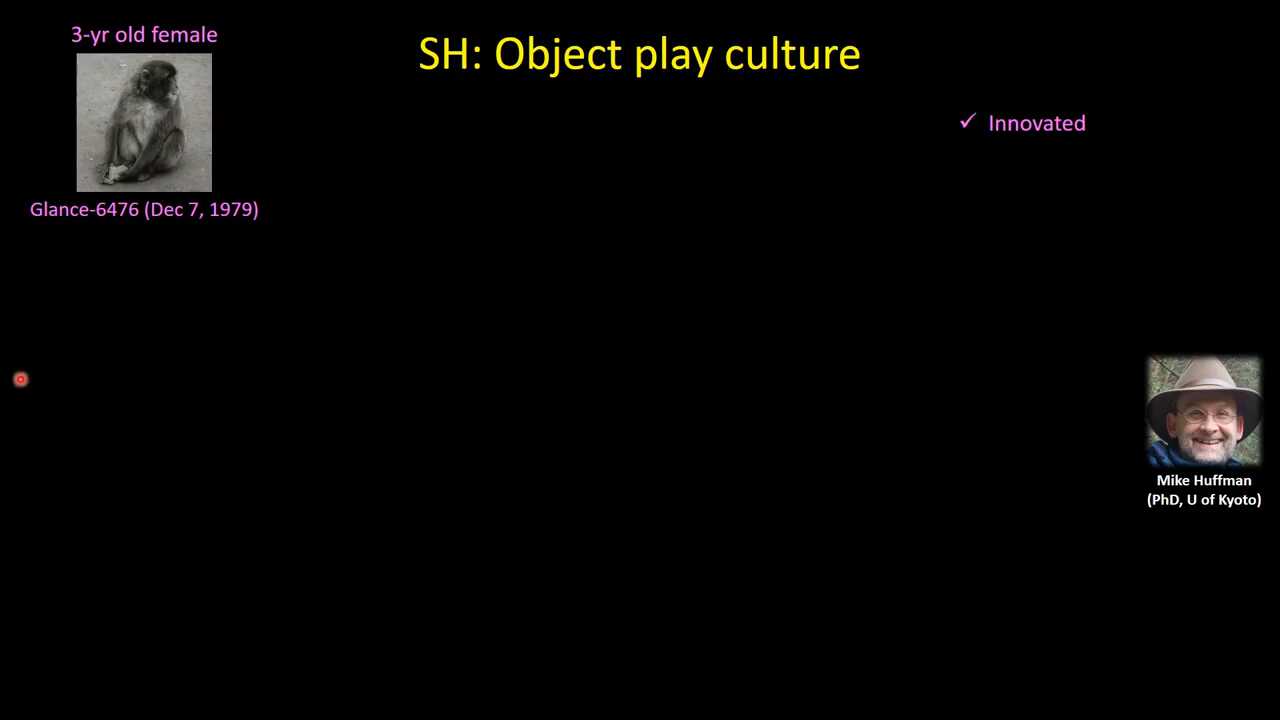 3-yr old female
SH: Object play culture
✓ Innovated
Glance-6476 (Dec 7, 1979)
Mike Huffman
(PhD, U of Kyoto)